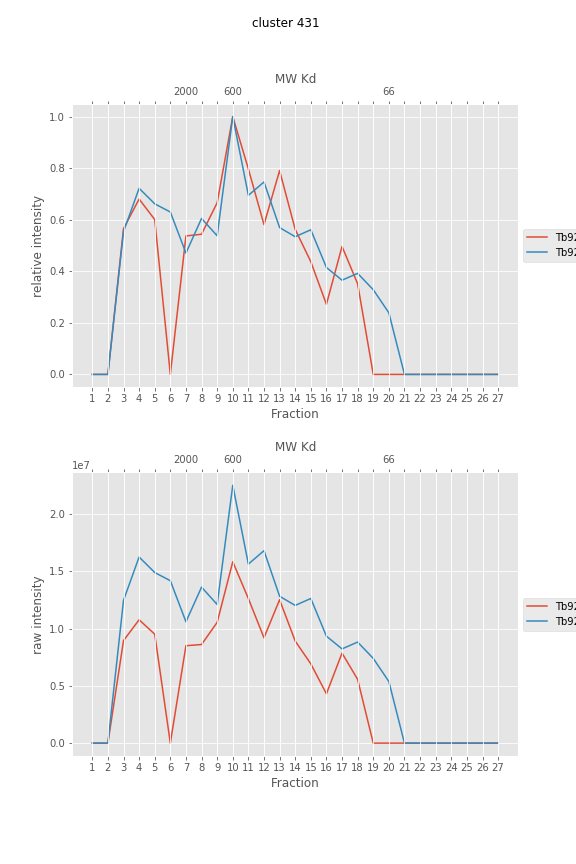 cluster 431
MW Kd
2000 600 66
1.0
0.8
0.6
0.4
0.2
0.0
relative intensity
1 2 3 4 5 6 7 8 9 10 11 12 13 14 15 16 17 18 19 20 21 22 23 24 25 26 27
Fraction
Tb92
Tb92
MW Kd
2000 600 66
1e7
2.0
1.5
1.0
0.5
0.0
raw intensity
1 2 3 4 5 6 7 8 9 10 11 12 13 14 15 16 17 18 19 20 21 22 23 24 25 26 27
Fraction
Tb92
Tb92